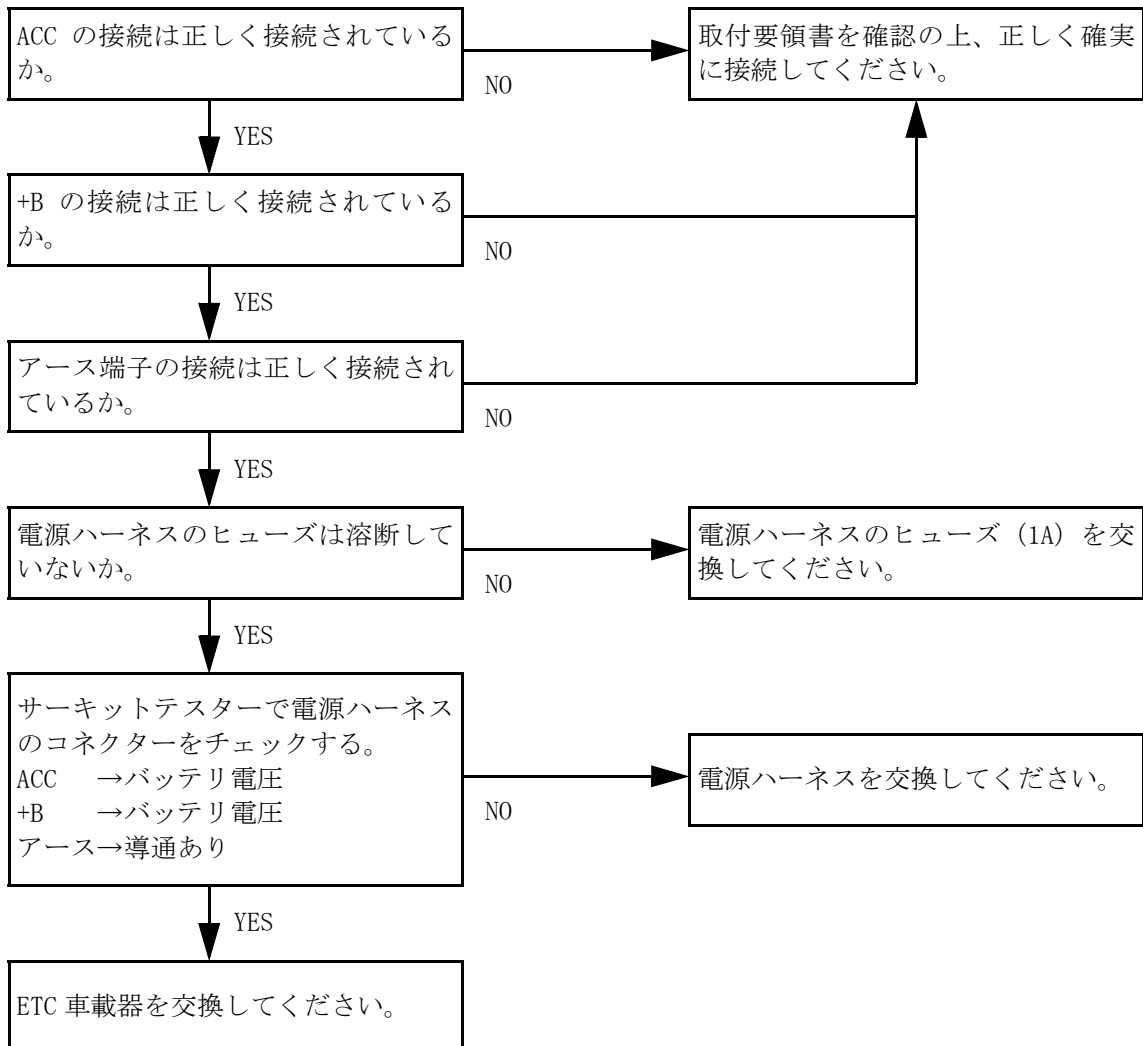 ACC の接続は正しく接続されている
か。
NO
取付要領書を確認の上、正しく確実
に接続してください。
YES
+B の接続は正しく接続されている
か。
NO
YES
アース端子の接続は正しく接続され
ているか。
NO
YES
電源ハーネスのヒューズは溶断して
いないか。
NO
電源ハーネスのヒューズ (1A) を交
換してください。
YES
サーキットテスターで電源ハーネス
のコネクターをチェックする。
ACC →バッテリ電圧
+B →バッテリ電圧
アース→導通あり
NO
電源ハーネスを交換してください。
YES
ETC 車載器を交換してください。